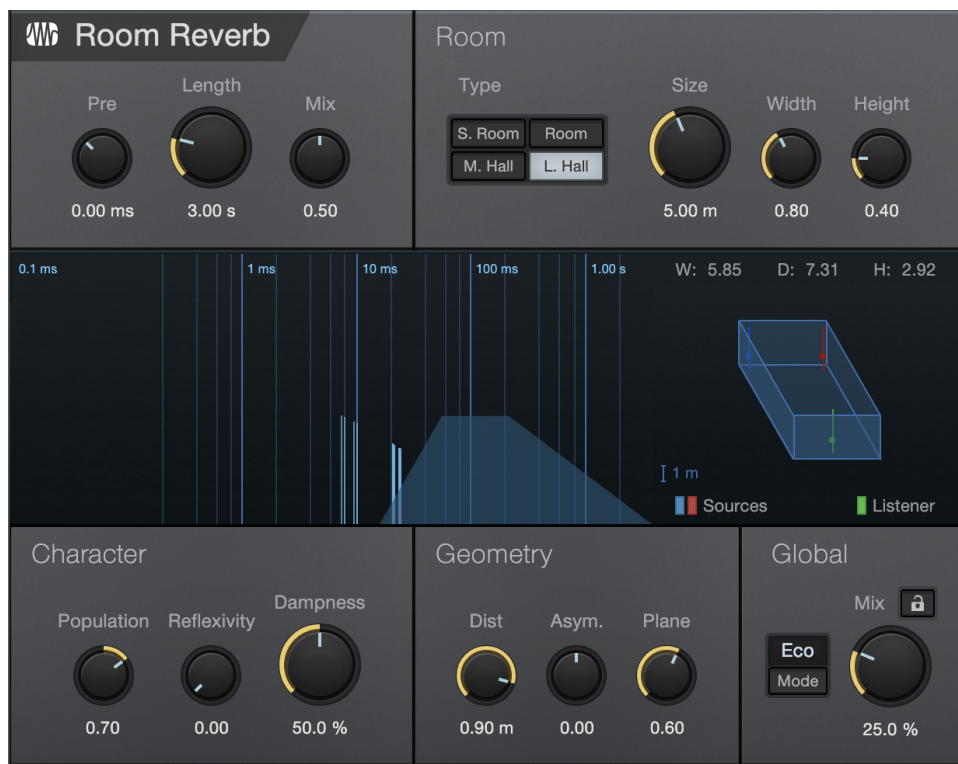 Room Reverb
Pre
Length
Mix
0.00 ms
3.00 s
0.50
Room
Type
S. Room
Room
M. Hall
L. Hall
Size
Width
Height
5.00 m
0.80
0.40
0.1 ms
1 ms
10 ms
100 ms
1.00 s
W: 5.85 D: 7.31 H: 2.92
1 m
Sources
Listener
Character
Population
Reflexivity
Dampness
0.70
0.00
50.0 %
Geometry
Dist
Asym.
Plane
0.90 m
0.00
0.60
Global
Mix
Eco
Mode
25.0 %